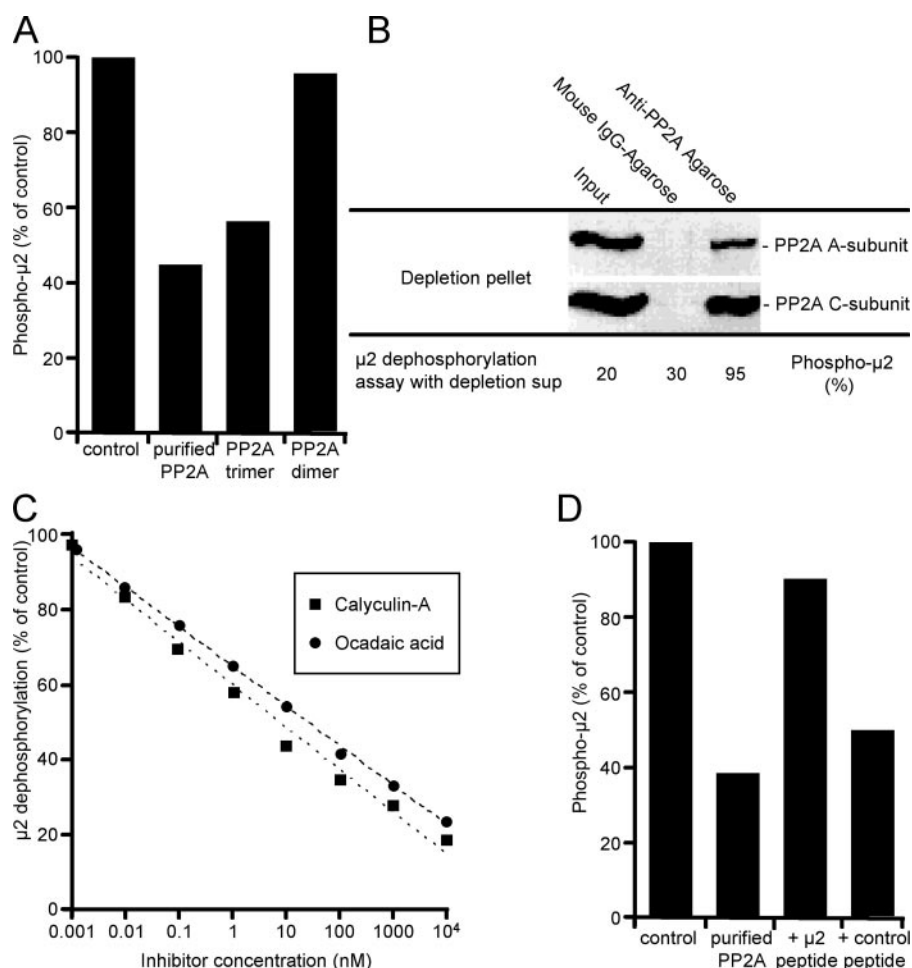 A
Phospho-µ2 (% of control)
100
80
60
40
20
0
control
purified PP2A
PP2A trimer
PP2A dimer
B
Input
Mouse IgG-Agarose
Anti-PP2A Agarose
Depletion pellet
- PP2A A-subunit
- PP2A C-subunit
µ2 dephosphorylation
assay with depletion sup
20 30 95
Phospho-µ2
(%)
C
µ2 dephosphorylation (% of control)
100
80
60
40
20
0
0.001 0.01 0.1 1 10 100 1000 10⁴
Inhibitor concentration (nM)
Calyculin-A
Ocadaic acid
D
Phospho-µ2 (% of control)
100
80
60
40
20
0
control
purified PP2A
+ µ2 peptide
+ control peptide